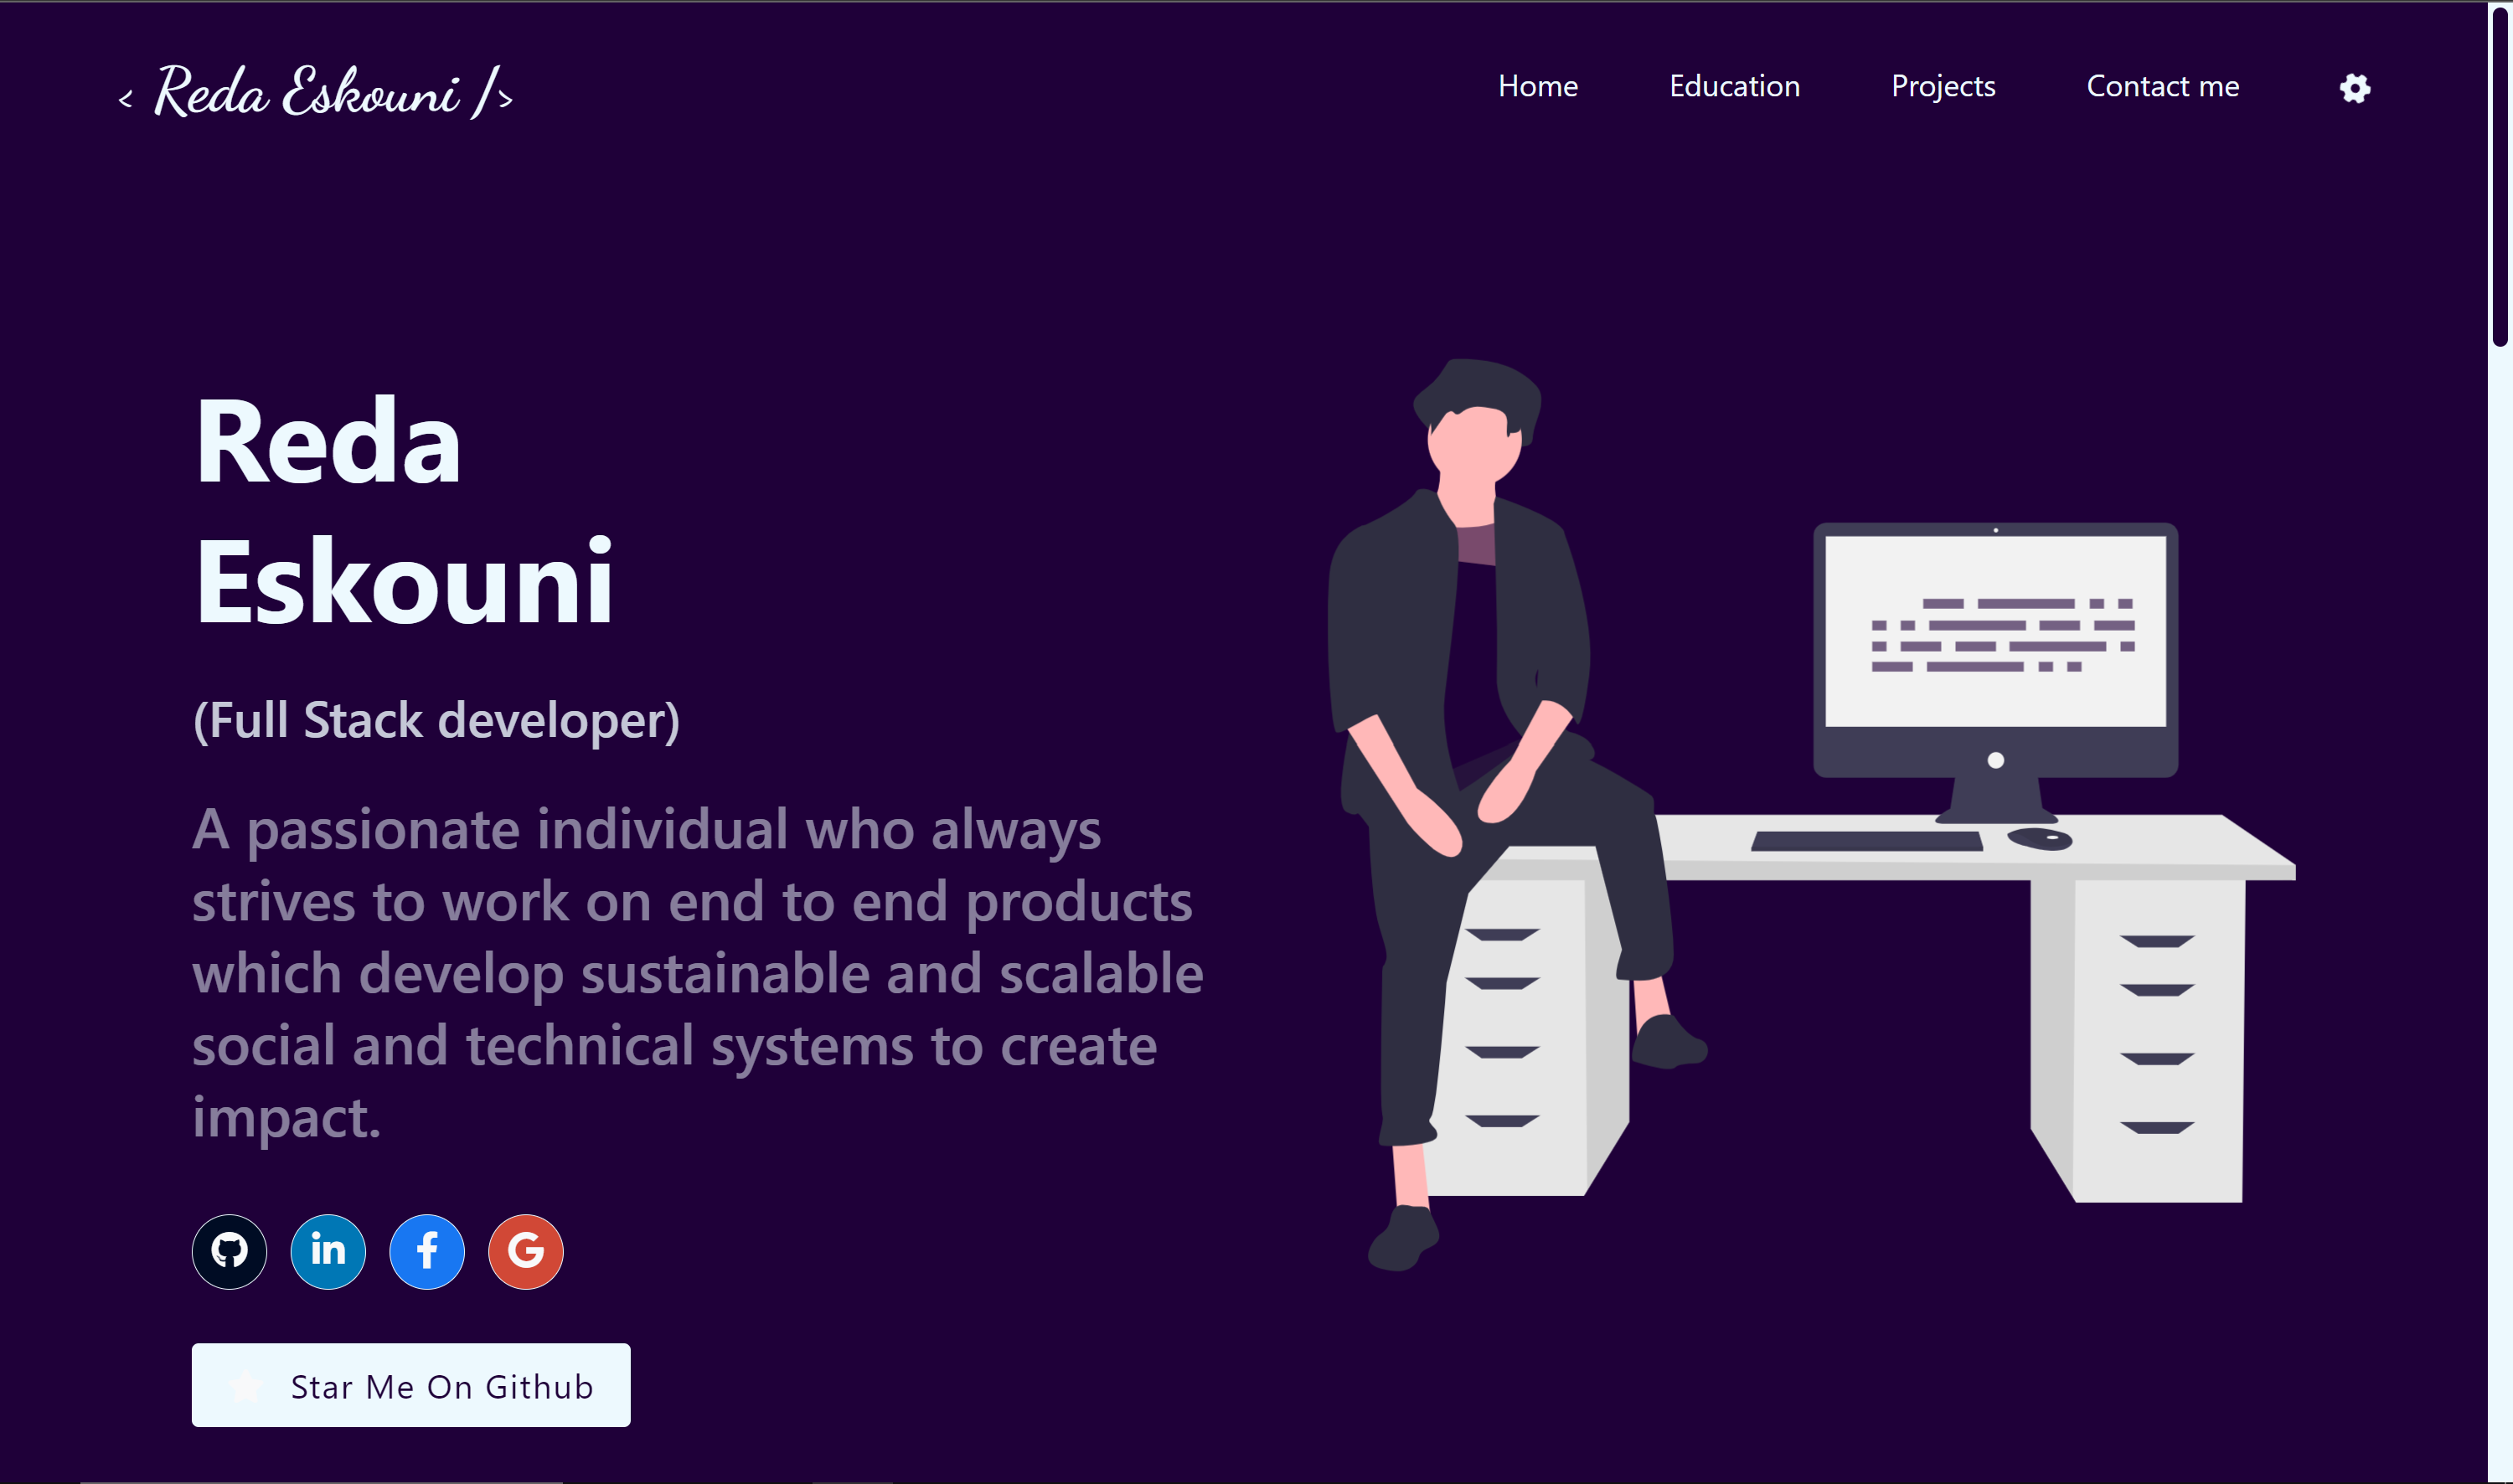 < Reda Eskouni />
Home
Education
Projects
Contact me
Reda
Eskouni
(Full Stack developer)
A passionate individual who always
strives to work on end to end products
which develop sustainable and scalable
social and technical systems to create
impact.
Star Me On Github